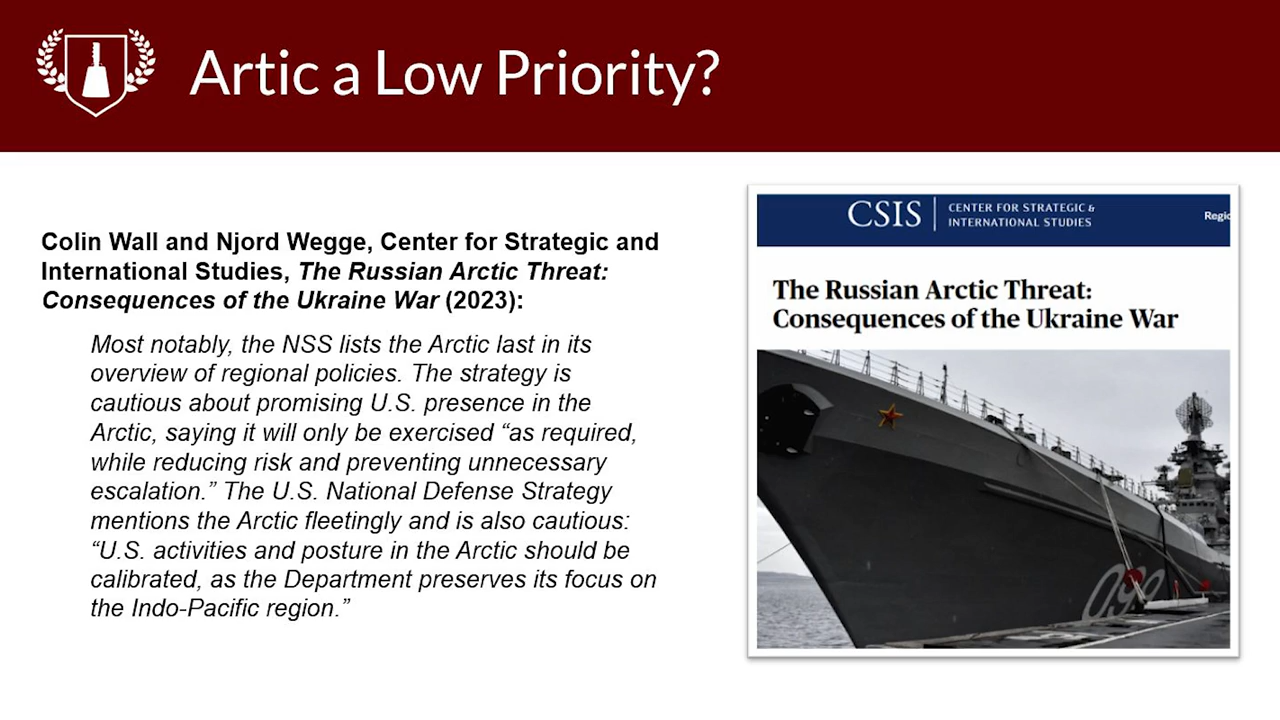 Artic a Low Priority?
Colin Wall and Njord Wegge, Center for Strategic and
International Studies, The Russian Arctic Threat:
Consequences of the Ukraine War (2023):
Most notably, the NSS lists the Arctic last in its
overview of regional policies. The strategy is
cautious about promising U.S. presence in the
Arctic, saying it will only be exercised “as required,
while reducing risk and preventing unnecessary
escalation.” The U.S. National Defense Strategy
mentions the Arctic fleetingly and is also cautious:
“U.S. activities and posture in the Arctic should be
calibrated, as the Department preserves its focus on
the Indo-Pacific region.”
CSIS
CENTER FOR STRATEGIC &
INTERNATIONAL STUDIES
Regio
The Russian Arctic Threat:
Consequences of the Ukraine War
099